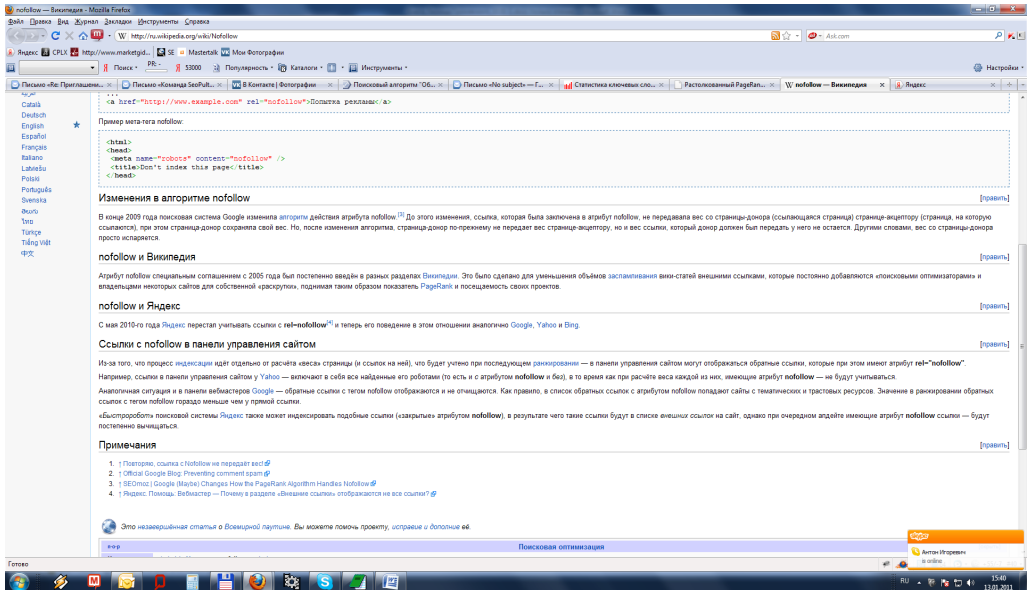 nofollow — Википедия - Mozilla Firefox
Файл Правка Вид Журнал Закладки Инструменты Справка
http://ru.wikipedia.org/wiki/Nofollow
Ask.com
Яндекс CPLX http://www.marketgid... SE Mastertalk Мои Фотографии
Поиск PR: - 53000 Популярность Каталоги Инструменты Настройки
Письмо «Re: Приглашени... Письмо «Команда SeoPult... В Контакте | Фотографии Поисковый алгоритм "Об... Письмо «No subject» — Г... Статистика ключевых сло... Растолкованный PageRan... nofollow — Википедия Яндекс
العربية
Català
Deutsch
English
Español
Français
Italiano
Latviešu
Polski
Português
Svenska
తెలుగు
ไทย
Türkçe
Tiếng Việt
中文
<a href="http://www.example.com" rel="nofollow">Попытка рекламы</a>
Пример мета-тега nofollow:
<html>
<head>
<meta name="robots" content="nofollow" />
<title>Don't index this page</title>
</head>
Изменения в алгоритме nofollow [править]
В конце 2009 года поисковая система Google изменила алгоритм действия атрибута nofollow.[3] До этого изменения, ссылка, которая была заключена в атрибут nofollow, не передавала вес со страницы-донора (ссылающаяся страница) странице-акцептору (страница, на которую
ссылаются), при этом страница-донор сохраняла свой вес. Но, после изменения алгоритма, страница-донор по-прежнему не передает вес странице-акцептору, но и вес ссылки, который донор должен был передать у него не остается. Другими словами, вес со страницы-донора
просто испаряется.
nofollow и Википедия [править]
Атрибут nofollow специальным соглашением с 2005 года был постепенно введён в разных разделах Википедии. Это было сделано для уменьшения объёмов заспамливания вики-статей внешними ссылками, которые постоянно добавляются «поисковыми оптимизаторами» и
владельцами некоторых сайтов для собственной «раскрутки», поднимая таким образом показатель PageRank и посещаемость своих проектов.
nofollow и Яндекс [править]
С мая 2010-го года Яндекс перестал учитывать ссылки с rel=nofollow[4] и теперь его поведение в этом отношении аналогично Google, Yahoo и Bing.
Ссылки с nofollow в панели управления сайтом [править]
Из-за того, что процесс индексации идёт отдельно от расчёта «веса» страницы (и ссылок на ней), что будет учтено при последующем ранжировании — в панели управления сайтом могут отображаться обратные ссылки, которые при этом имеют атрибут rel="nofollow".
Например, ссылки в панели управления сайтом у Yahoo — включают в себя все найденные его роботами (то есть и с атрибутом nofollow и без), в то время как при расчёте веса каждой из них, имеющие атрибут nofollow — не будут учитываться.
Аналогичная ситуация и в панели вебмастеров Google — обратные ссылки с тегом nofollow отображаются и не отчищаются. Как правило, в список обратных ссылок с атрибутом nofollow попадают сайты с тематических и трастовых ресурсов. Значение в ранжировании обратных
ссылок с тегом nofollow гораздо меньше чем у прямой ссылки.
«Быстроробот» поисковой системы Яндекс также может индексировать подобные ссылки («закрытые» атрибутом nofollow), в результате чего такие ссылки будут в списке внешних ссылок на сайт, однако при очередном апдейте имеющие атрибут nofollow ссылки — будут
постепенно вычищаться.
Примечания [править]
1. ↑ Повторяю, ссылка с Nofollow не передаёт вес!
2. ↑ Official Google Blog: Preventing comment spam
3. ↑ SEOmoz | Google (Maybe) Changes How the PageRank Algorithm Handles Nofollow
4. ↑ Яндекс. Помощь: Вебмастер — Почему в разделе «Внешние ссылки» отображаются не все ссылки?
Это незавершённая статья о Всемирной паутине. Вы можете помочь проекту, исправив и дополнив её.
Поисковая оптимизация
Антон Игоревич
is online
Готово
RU
15:40
13.01.2011